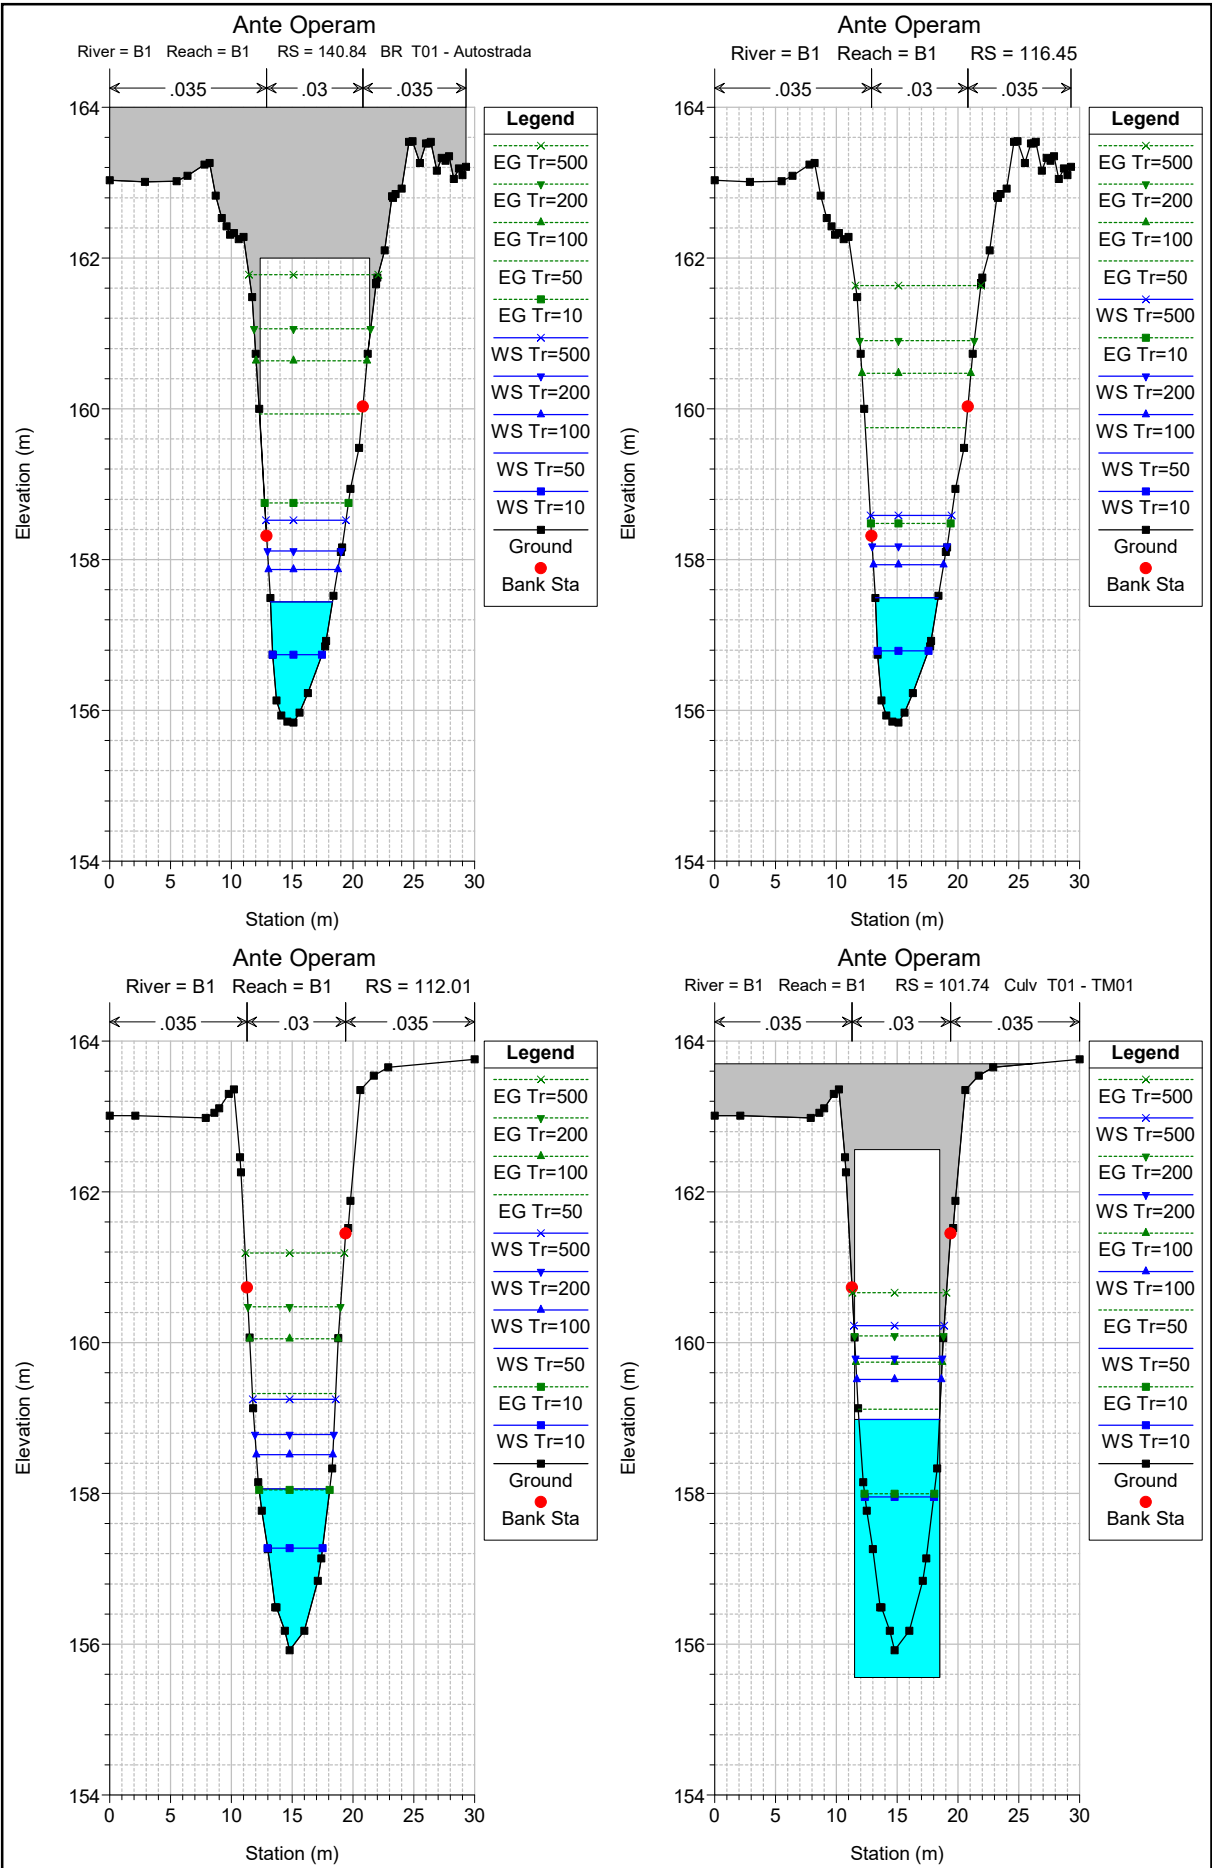 Ante Operam
River = B1 Reach = B1 RS = 140.84 BR T01 - Autostrada
.035 .03 .035
Legend
EG Tr=500
EG Tr=200
EG Tr=100
EG Tr=50
EG Tr=10
WS Tr=500
WS Tr=200
WS Tr=100
WS Tr=50
WS Tr=10
Ground
Bank Sta
164
162
160
158
156
154
Elevation (m)
0 5 10 15 20 25 30
Station (m)
Ante Operam
River = B1 Reach = B1 RS = 116.45
.035 .03 .035
Legend
EG Tr=500
EG Tr=200
EG Tr=100
EG Tr=50
WS Tr=500
EG Tr=10
WS Tr=200
WS Tr=100
WS Tr=50
WS Tr=10
Ground
Bank Sta
164
162
160
158
156
154
Elevation (m)
0 5 10 15 20 25 30
Station (m)
Ante Operam
River = B1 Reach = B1 RS = 112.01
.035 .03 .035
Legend
EG Tr=500
EG Tr=200
EG Tr=100
EG Tr=50
WS Tr=500
WS Tr=200
WS Tr=100
WS Tr=50
EG Tr=10
WS Tr=10
Ground
Bank Sta
164
162
160
158
156
154
Elevation (m)
0 5 10 15 20 25 30
Station (m)
Ante Operam
River = B1 Reach = B1 RS = 101.74 Culv T01 - TM01
.035 .03 .035
Legend
EG Tr=500
WS Tr=500
EG Tr=200
WS Tr=200
EG Tr=100
WS Tr=100
EG Tr=50
WS Tr=50
EG Tr=10
WS Tr=10
Ground
Bank Sta
164
162
160
158
156
154
Elevation (m)
0 5 10 15 20 25 30
Station (m)